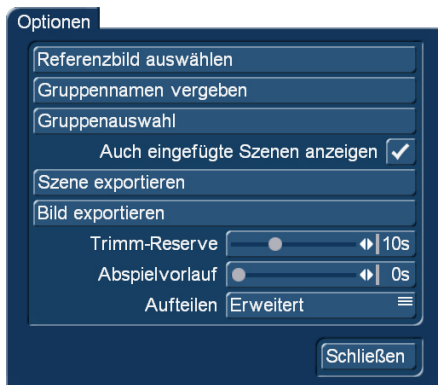 Optionen
Referenzbild auswählen
Gruppennamen vergeben
Gruppenauswahl
Auch eingefügte Szenen anzeigen
Szene exportieren
Bild exportieren
Trimm-Reserve 10s
Abspielvorlauf 0s
Aufteilen Erweitert
Schließen